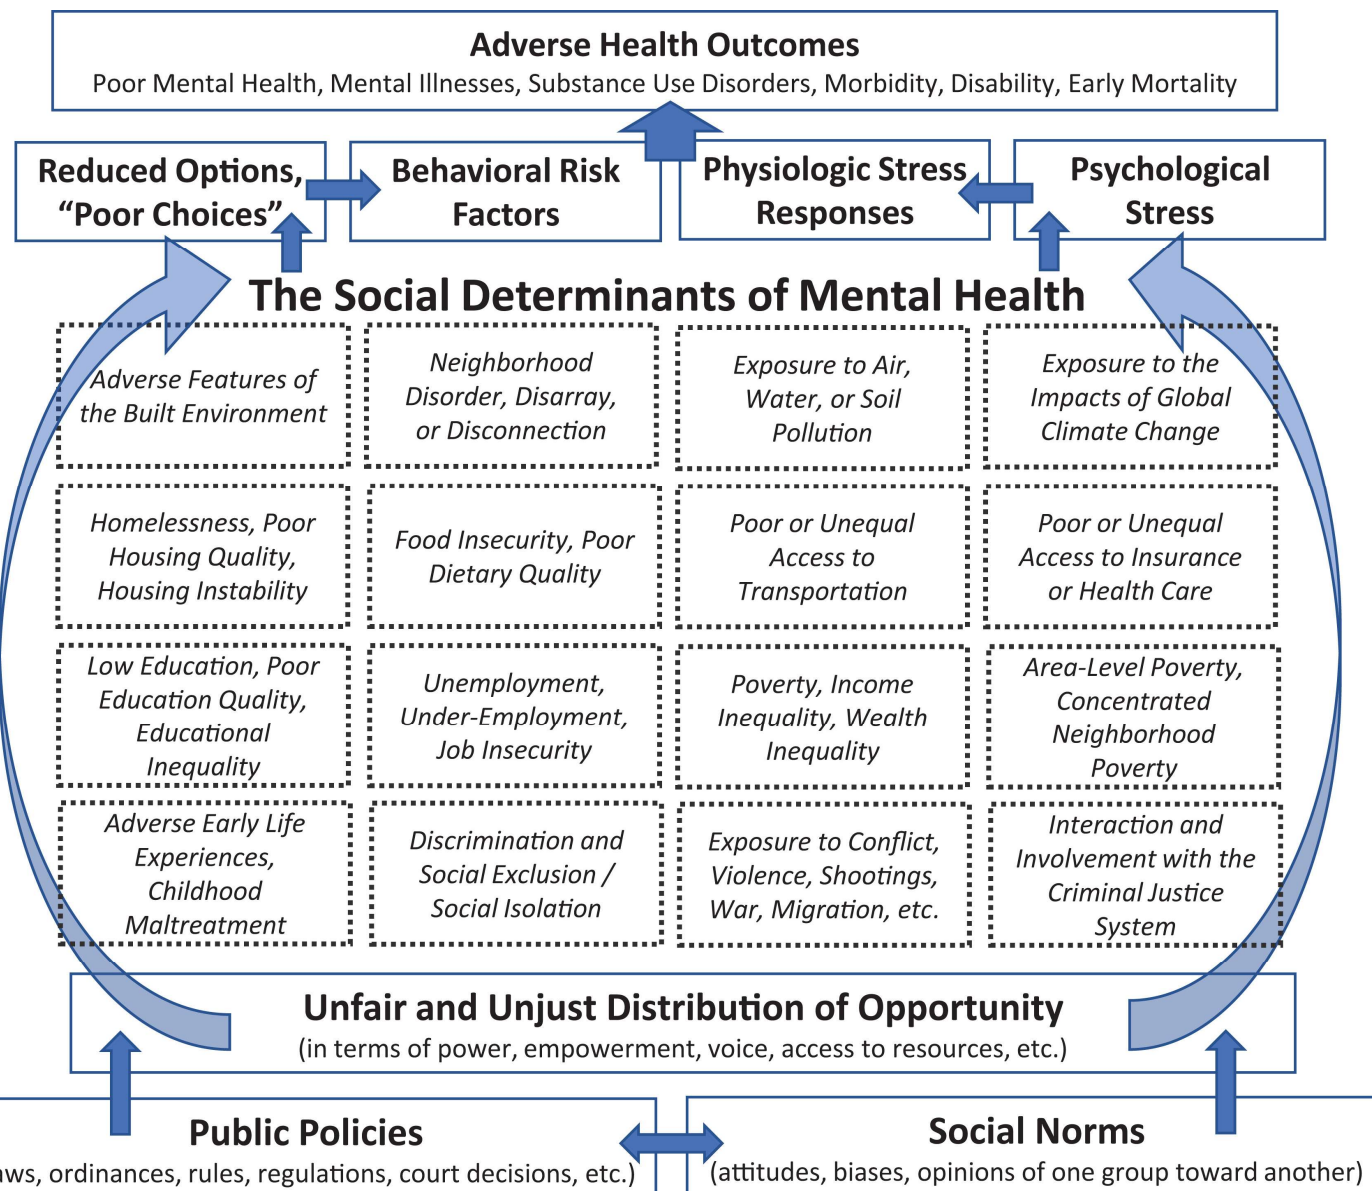 Adverse Health Outcomes
Poor Mental Health, Mental Illnesses, Substance Use Disorders, Morbidity, Disability, Early Mortality
Reduced Options,
“Poor Choices”
Behavioral Risk
Factors
Physiologic Stress
Responses
Psychological
Stress
The Social Determinants of Mental Health
Adverse Features of
the Built Environment
Neighborhood
Disorder, Disarray,
or Disconnection
Exposure to Air,
Water, or Soil
Pollution
Exposure to the
Impacts of Global
Climate Change
Homelessness, Poor
Housing Quality,
Housing Instability
Food Insecurity, Poor
Dietary Quality
Poor or Unequal
Access to
Transportation
Poor or Unequal
Access to Insurance
or Health Care
Low Education, Poor
Education Quality,
Educational
Inequality
Unemployment,
Under-Employment,
Job Insecurity
Poverty, Income
Inequality, Wealth
Inequality
Area-Level Poverty,
Concentrated
Neighborhood
Poverty
Adverse Early Life
Experiences,
Childhood
Maltreatment
Discrimination and
Social Exclusion /
Social Isolation
Exposure to Conflict,
Violence, Shootings,
War, Migration, etc.
Interaction and
Involvement with the
Criminal Justice
System
Unfair and Unjust Distribution of Opportunity
(in terms of power, empowerment, voice, access to resources, etc.)
Public Policies
aws, ordinances, rules, regulations, court decisions, etc.)
Social Norms
(attitudes, biases, opinions of one group toward another)